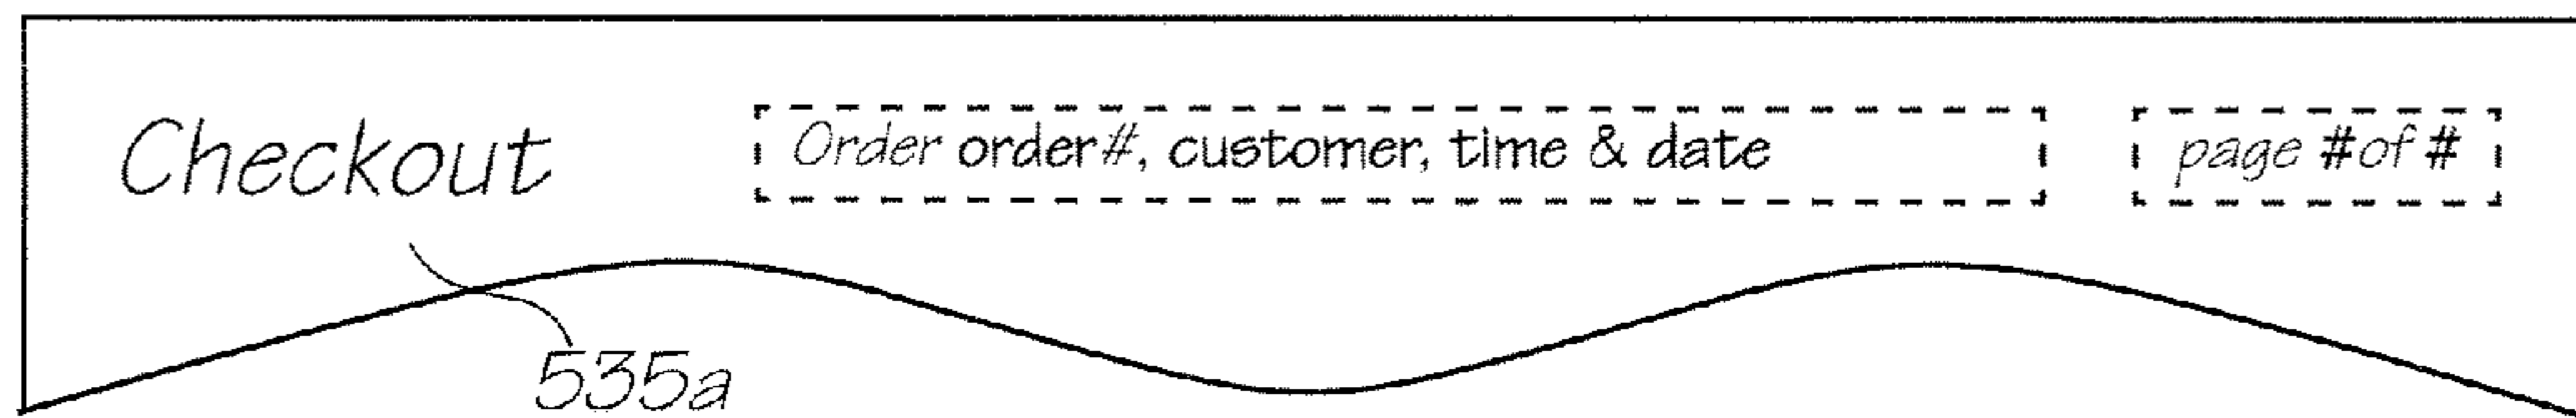 Checkout
Order order#, customer, time & date
page #of #
535a